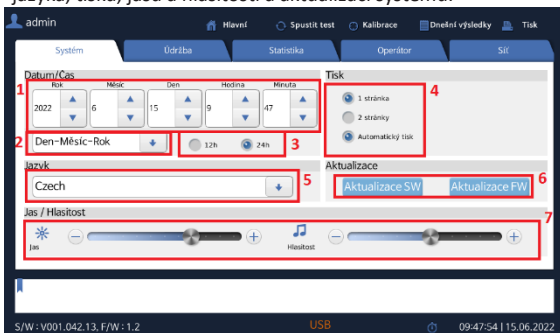 jazyka, tisku, jasu a hlasitosti a aktualizaci systému.
admin Hlavní Spustit test Kalibrace Dnešní výsledky Tisk
Systém Údržba Statistika Operátor Síť
Datum/Čas Tisk
1 Rok Měsíc Den Hodina Minuta 4
2022 6 15 9 47
1 stránka
2 stránky
Automatický tisk
2 Den-Měsíc-Rok 12h 24h 3
Jazyk Aktualizace
Czech 5 Aktualizace SW Aktualizace FW 6
Jas / Hlasitost 7
Jas Hlasitost
S/W : V001.042.13, F/W : 1.2 USB 09:47:54 | 15.06.2022